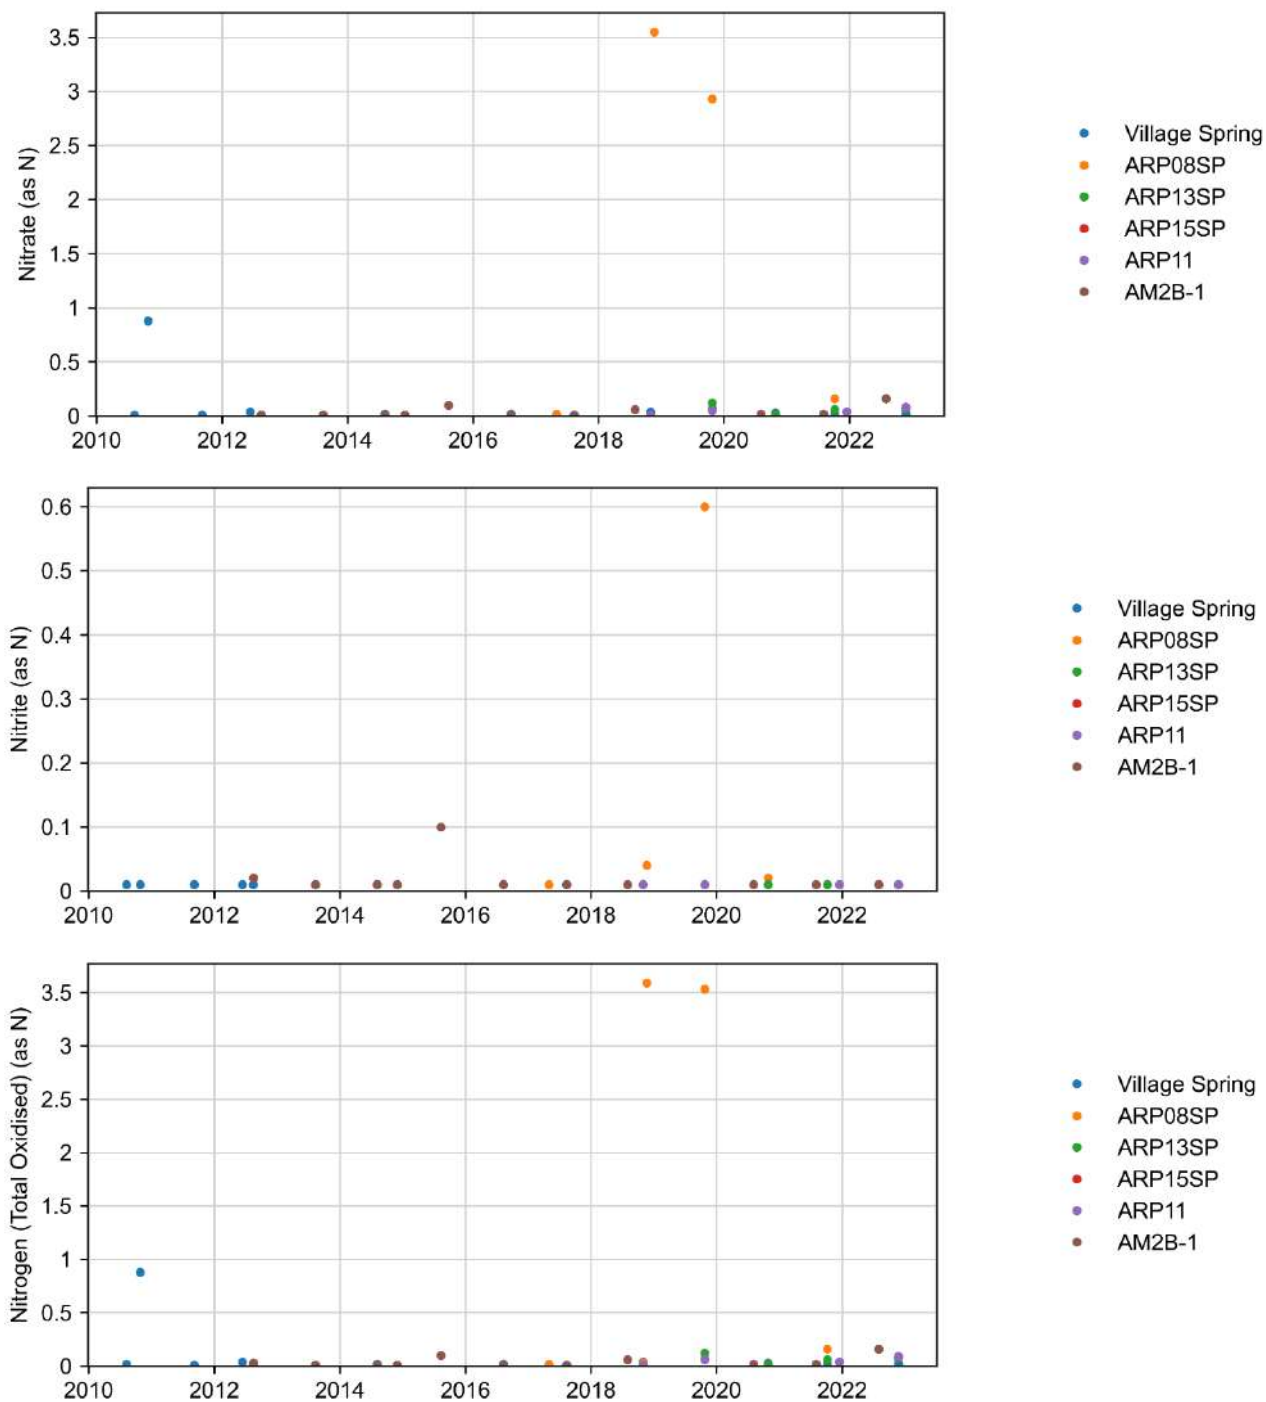 Nitrate (as N)
3.5
3
2.5
2
1.5
1
0.5
0
2010 2012 2014 2016 2018 2020 2022
Village Spring
ARP08SP
ARP13SP
ARP15SP
ARP11
AM2B-1
Nitrite (as N)
0.6
0.5
0.4
0.3
0.2
0.1
0
2010 2012 2014 2016 2018 2020 2022
Village Spring
ARP08SP
ARP13SP
ARP15SP
ARP11
AM2B-1
Nitrogen (Total Oxidised) (as N)
3.5
3
2.5
2
1.5
1
0.5
0
2010 2012 2014 2016 2018 2020 2022
Village Spring
ARP08SP
ARP13SP
ARP15SP
ARP11
AM2B-1